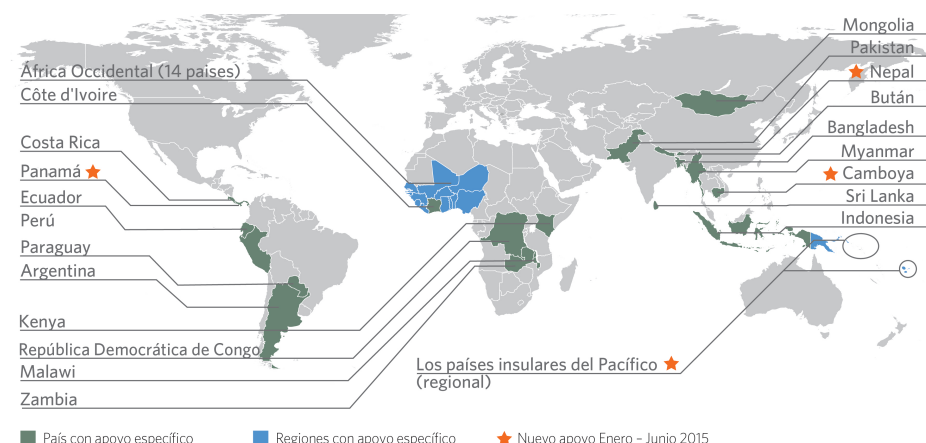 África Occidental (14 paises)
Côte d'Ivoire
Costa Rica
Panamá
Ecuador
Perú
Paraguay
Argentina
Kenya
República Democrática de Congo
Malawi
Zambia
Mongolia
Pakistan
Nepal
Bután
Bangladesh
Myanmar
Camboya
Sri Lanka
Indonesia
Los países insulares del Pacífico
(regional)
País con apoyo específico
Regiones con apoyo específico
Nuevo apoyo Enero – Junio 2015